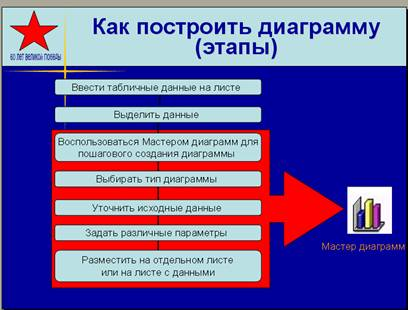 Как построить диаграмму
(этапы)
60 ЛЕТ ВЕЛИКОЙ ПОБЕДЫ
Ввести табличные данные на листе
Выделить данные
Воспользоваться Мастером диаграмм для
пошагового создания диаграммы
Выбирать тип диаграммы
Уточнить исходные данные
Задать различные параметры
Разместить на отдельном листе
или на листе с данными
Мастер диаграмм